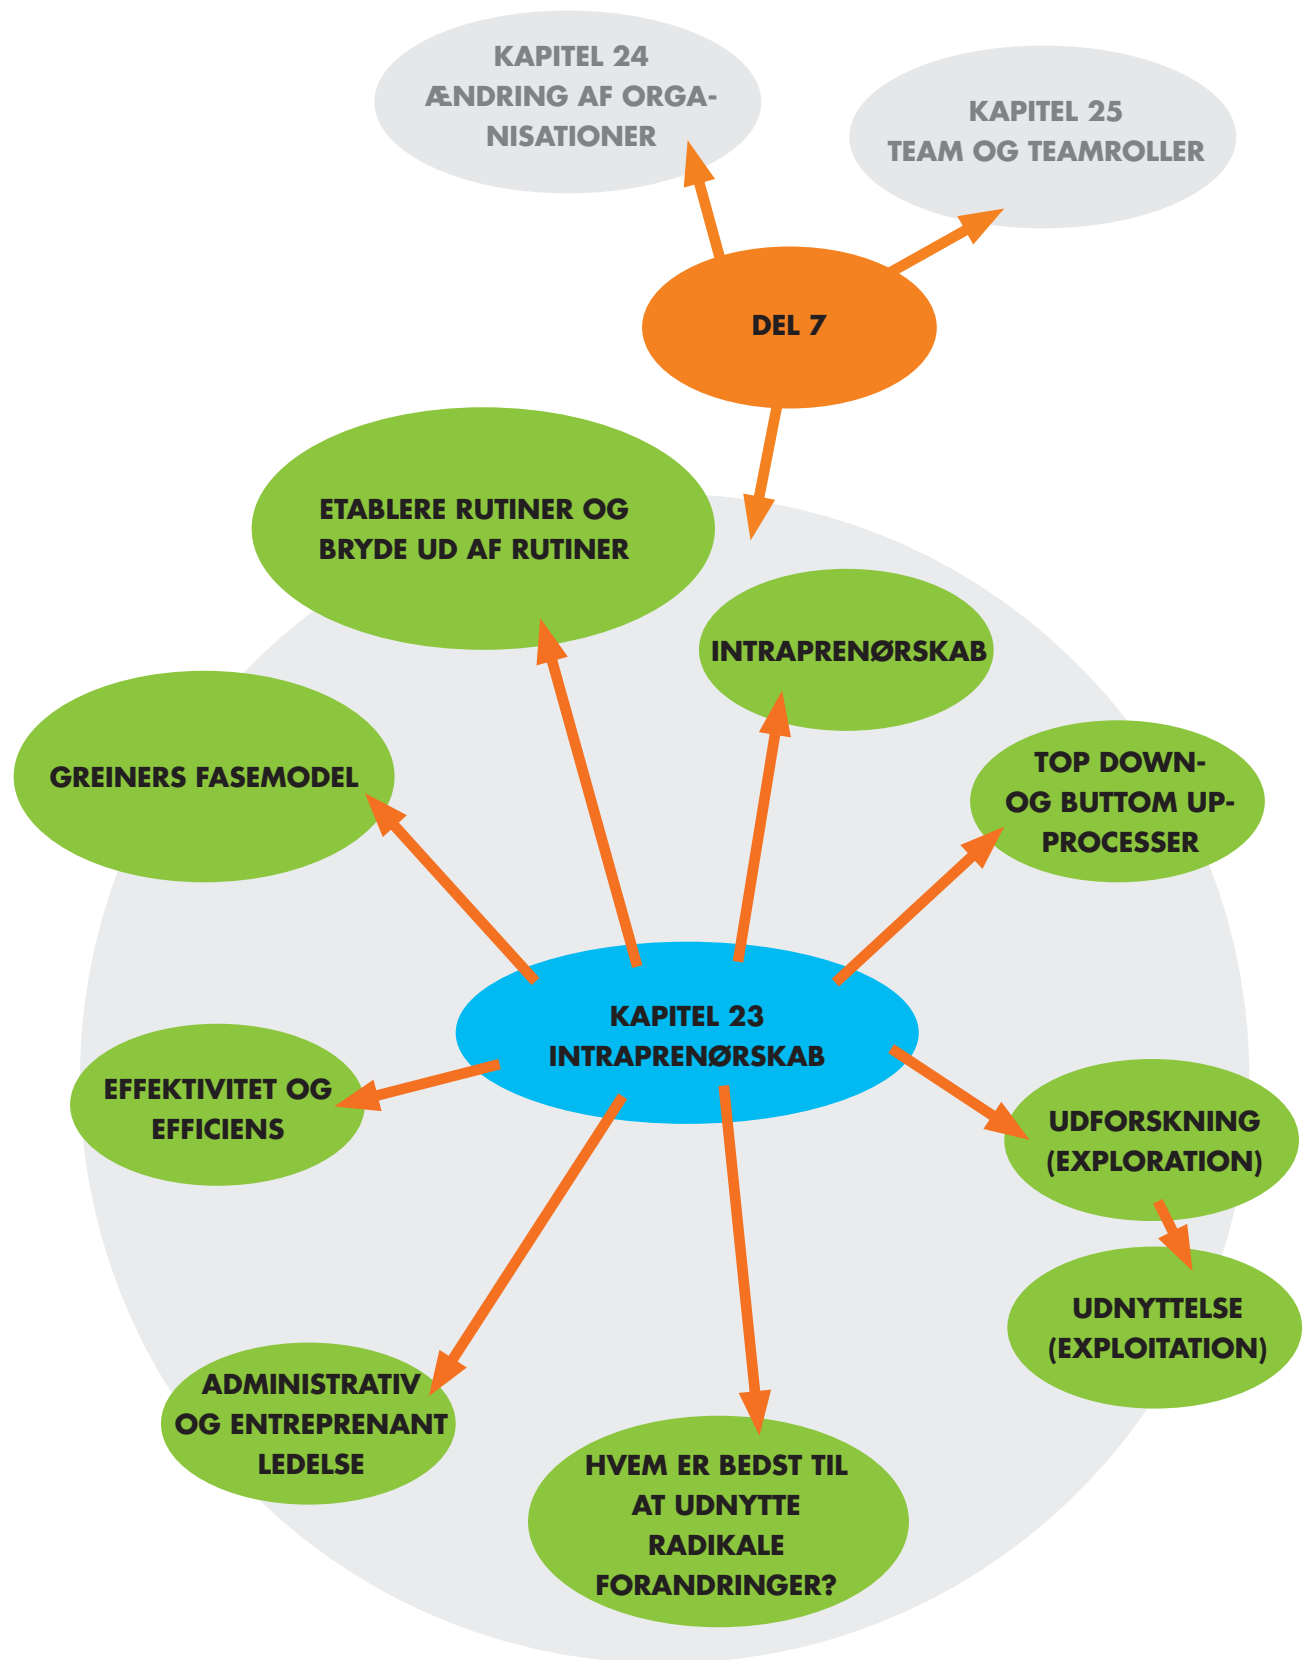 KAPITEL 24
ÆNDRING AF ORGA-
NISATIONER
KAPITEL 25
TEAM OG TEAMROLLER
DEL 7
ETABLERE RUTINER OG
BRYDE UD AF RUTINER
INTRAPRENØRSKAB
GREINERS FASEMODEL
TOP DOWN-
OG BUTTOM UP-
PROCESSER
KAPITEL 23
INTRAPRENØRSKAB
EFFEKTIVITET OG
EFFICIENS
UDFORSKNING
(EXPLORATION)
UDNYTTELSE
(EXPLOITATION)
ADMINISTRATIV
OG ENTREPRENANT
LEDELSE
HVEM ER BEDST TIL
AT UDNYTTE
RADIKALE
FORANDRINGER?